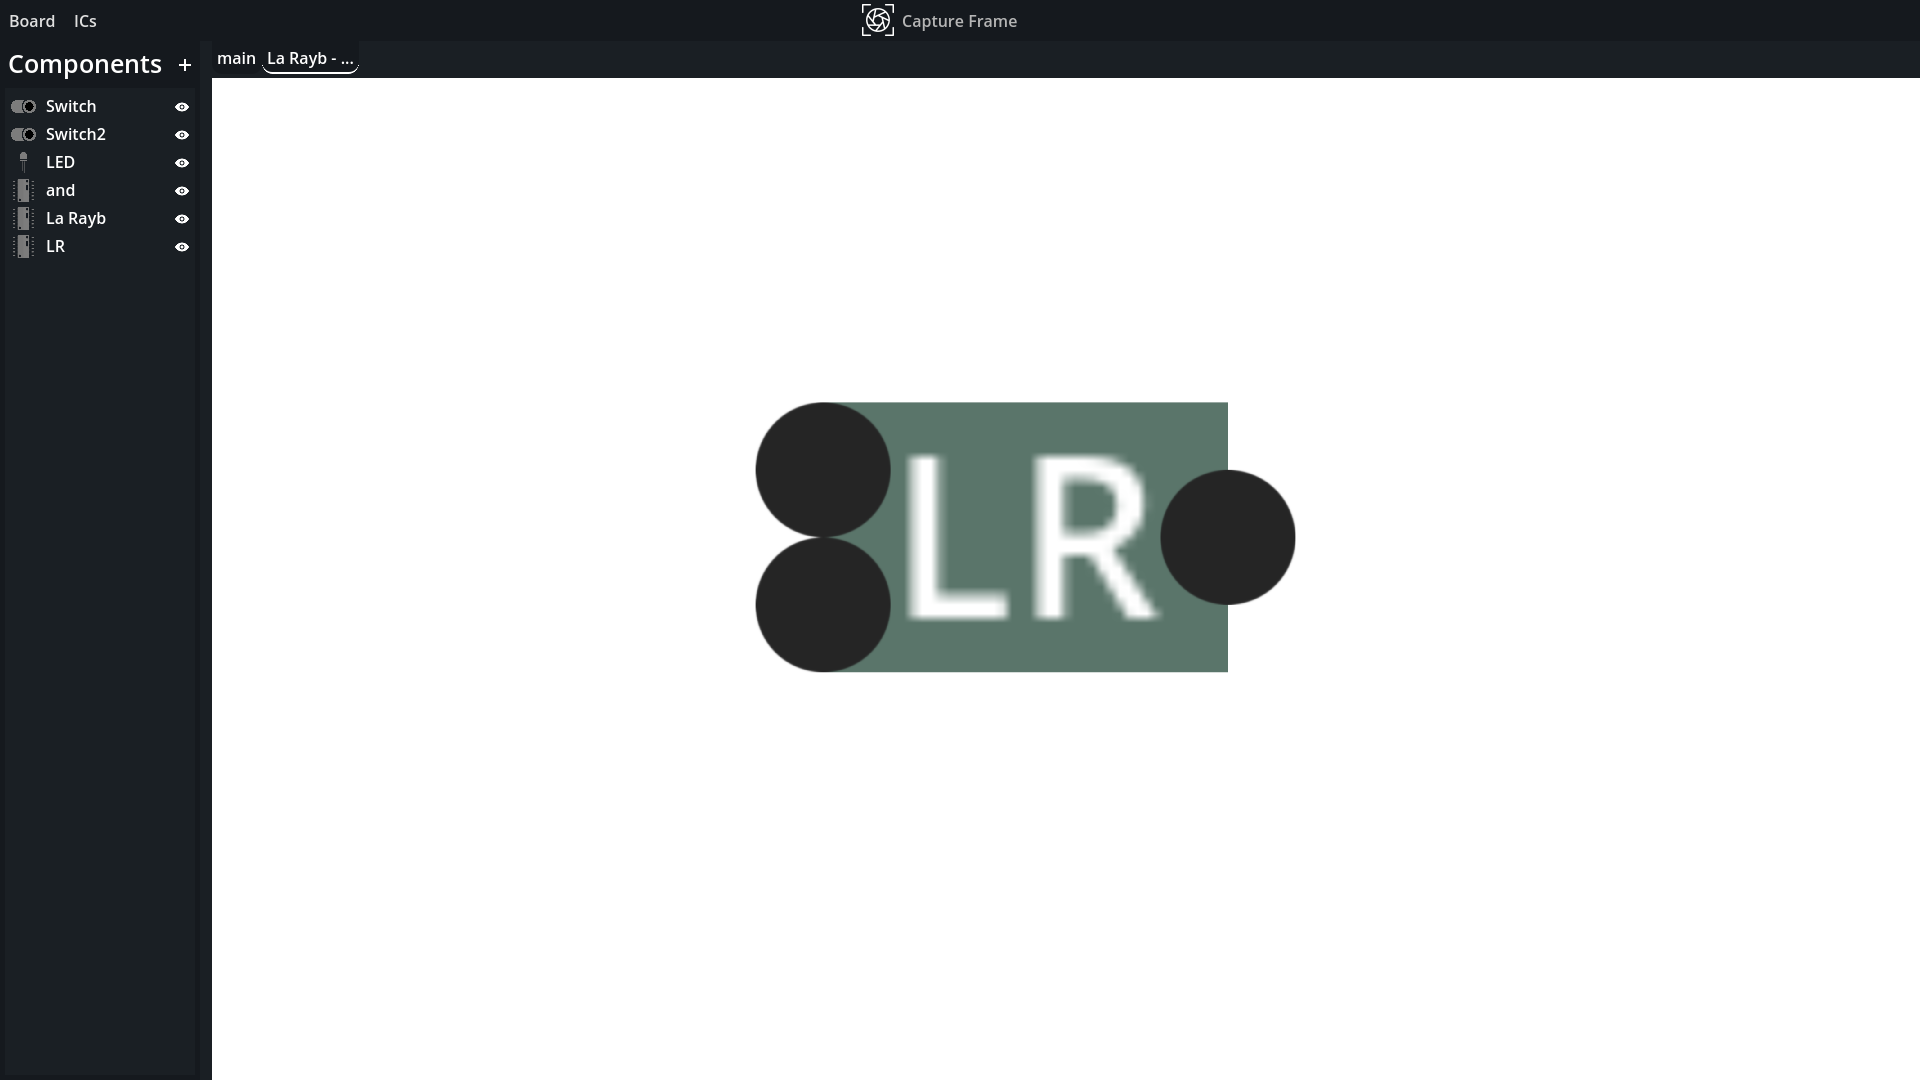 Board ICs
Capture Frame
Components +
main La Rayb - ...
Switch
Switch2
LED
and
La Rayb
LR
LR